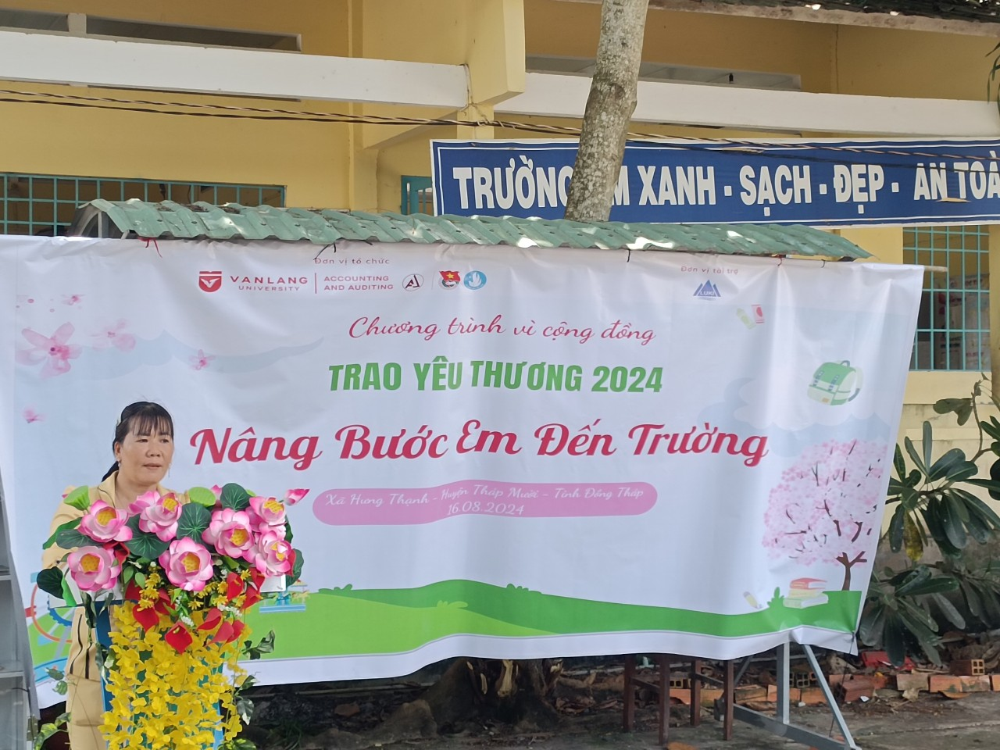 TRƯỜNG EM XANH - SẠCH - ĐẸP - AN TOÀ
Đơn vị tổ chức
VANLANG
UNIVERSITY
ACCOUNTING
AND AUDITING
Đơn vị tài trợ
LUKA
Chương trình vì cộng đồng
TRAO YÊU THƯƠNG 2024
Nâng Bước Em Đến Trường
Xã Hưng Thạnh - Huyện Tháp Mười - Tỉnh Đồng Tháp
16.08.2024